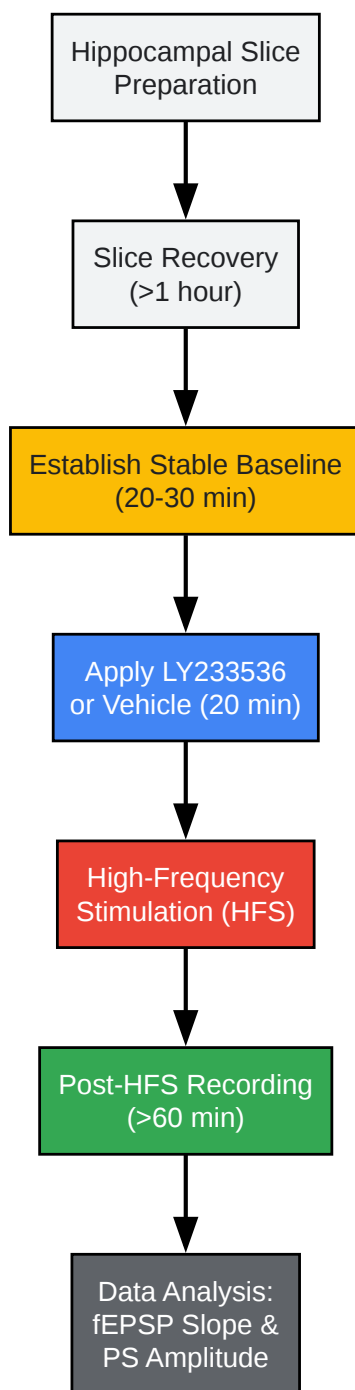 Hippocampal Slice
Preparation
Slice Recovery
(>1 hour)
Establish Stable Baseline
(20-30 min)
Apply LY233536
or Vehicle (20 min)
High-Frequency
Stimulation (HFS)
Post-HFS Recording
(>60 min)
Data Analysis:
fEPSP Slope &
PS Amplitude